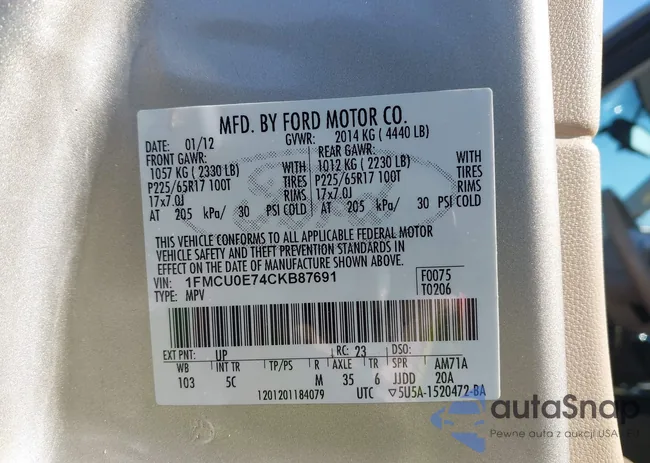 MFD. BY FORD MOTOR CO.
DATE: 01/12 GVWR: 2014 KG ( 4440 LB)
FRONT GAWR: REAR GAWR:
1057 KG ( 2330 LB) WITH 1012 KG ( 2230 LB) WITH
P225/65R17 100T TIRES P225/65R17 100T TIRES
17x7.0J RIMS 17x7.0J RIMS
AT 205 kPa/ 30 PSI COLD AT 205 kPa/ 30 PSI COLD
THIS VEHICLE CONFORMS TO ALL APPLICABLE FEDERAL MOTOR
VEHICLE SAFETY AND THEFT PREVENTION STANDARDS IN
EFFECT ON THE DATE OF MANUFACTURE SHOWN ABOVE.
VIN: 1FMCU0E74CKB87691 F0075
TYPE: MPV T0206
EXT PNT: UP RC: 23 DSO:
WB INT TR TP/PS R AXLE TR SPR AM71A
103 5C M 35 6 JJDD 20A
1201201184079 UTC ▽5U5A-1520472-BA
autaSnap
Pewne auta z aukcji USA